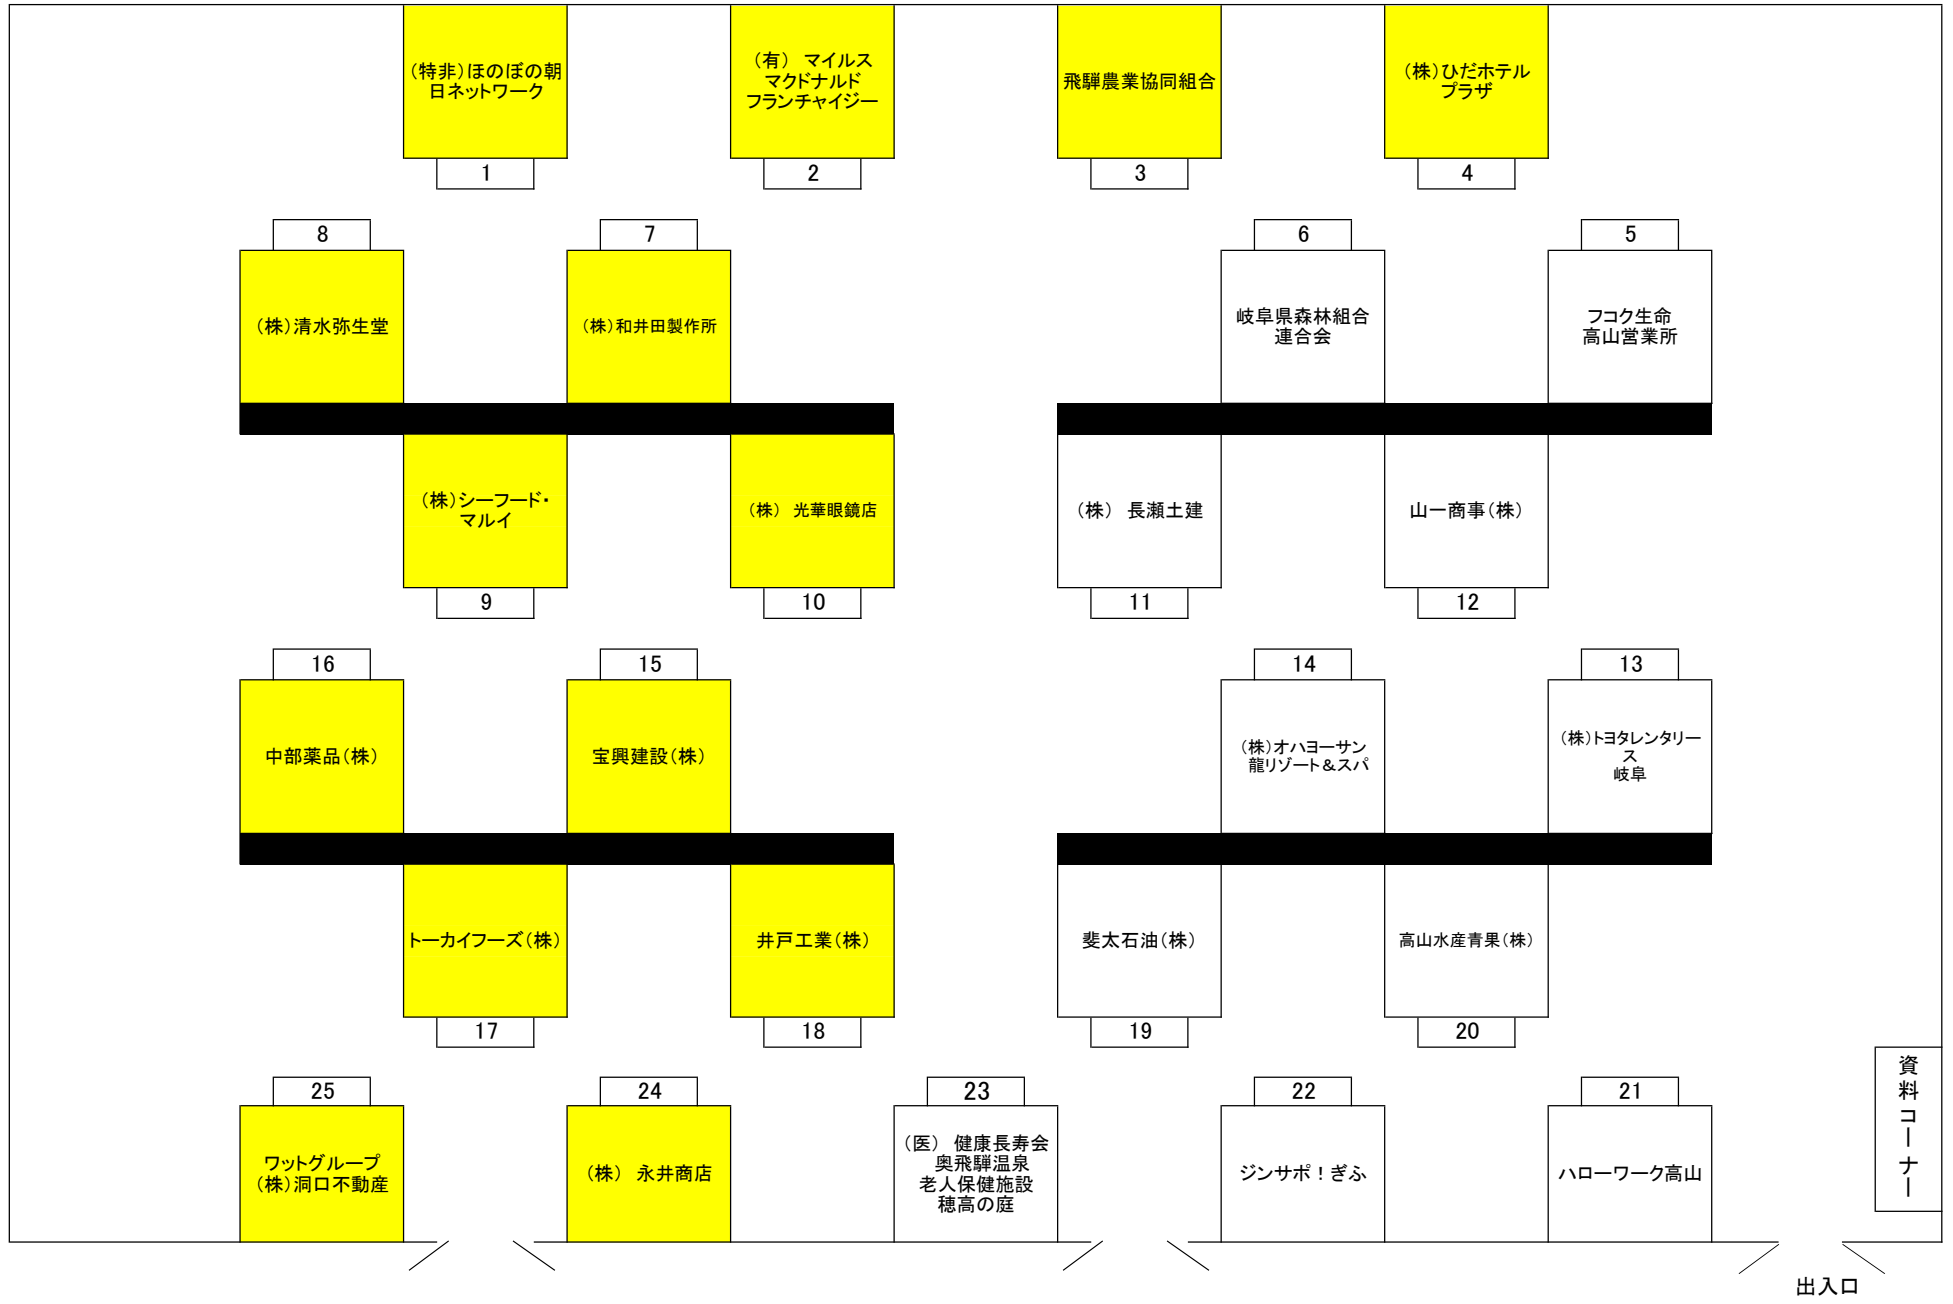 （特非）ほのぼの朝
日ネットワーク
1
（有） マイルス
マクドナルド
フランチャイジー
2
飛騨農業協同組合
3
（株）ひだホテル
プラザ
4
8
（株）清水弥生堂
7
（株）和井田製作所
6
岐阜県森林組合
連合会
5
フコク生命
高山営業所
（株）シーフード・
マルイ
9
（株） 光華眼鏡店
10
（株） 長瀬土建
11
山一商事（株）
12
16
中部薬品（株）
15
宝興建設（株）
14
（株）オハヨーサン
龍リゾート＆スパ
13
（株）トヨタレンタリー
ス
岐阜
トーカイフーズ（株）
17
井戸工業（株）
18
斐太石油（株）
19
高山水産青果（株）
20
25
ワットグループ
（株）洞口不動産
24
（株） 永井商店
23
（医） 健康長寿会
奥飛騨温泉
老人保健施設
穂高の庭
22
ジンサポ！ぎふ
21
ハローワーク高山
資料コーナー
出入口